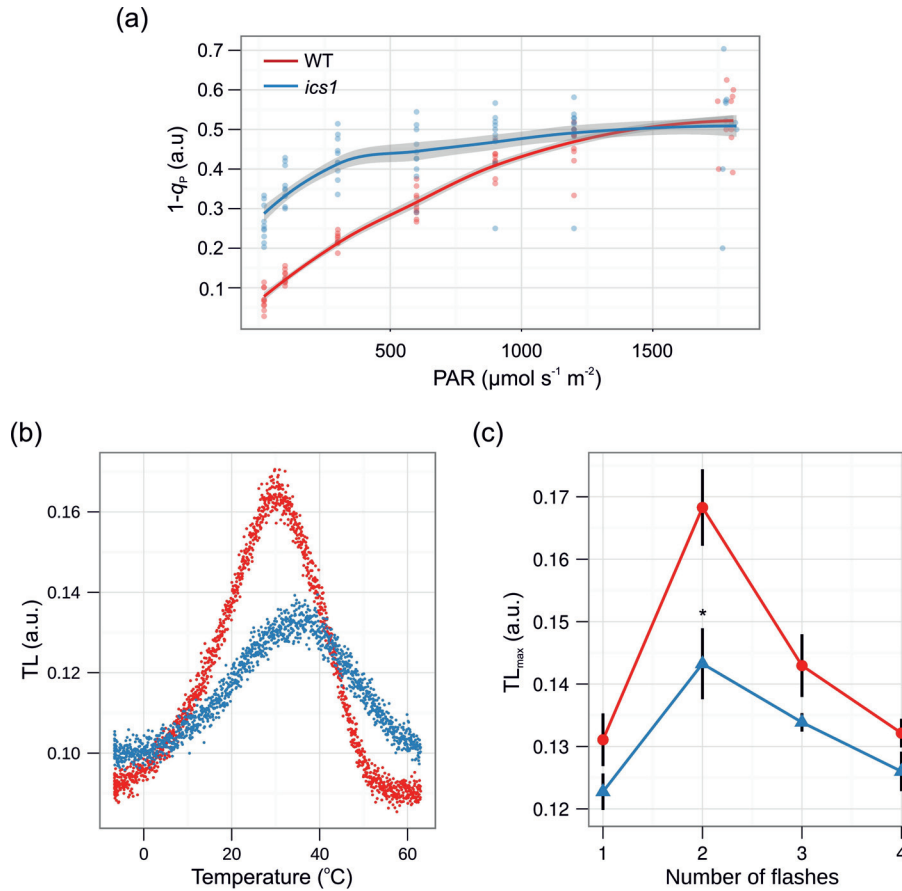 (a)
0.7
0.6
0.5
0.4
0.3
0.2
0.1
1-qP (a.u)
WT
ics1
500
1000
1500
PAR (µmol s⁻¹ m⁻²)
(b)
0.16
0.14
0.12
0.10
TL (a.u.)
0
20
40
60
Temperature (°C)
(c)
0.17
0.16
0.15
0.14
0.13
0.12
TLmax (a.u.)
*
1
2
3
4
Number of flashes